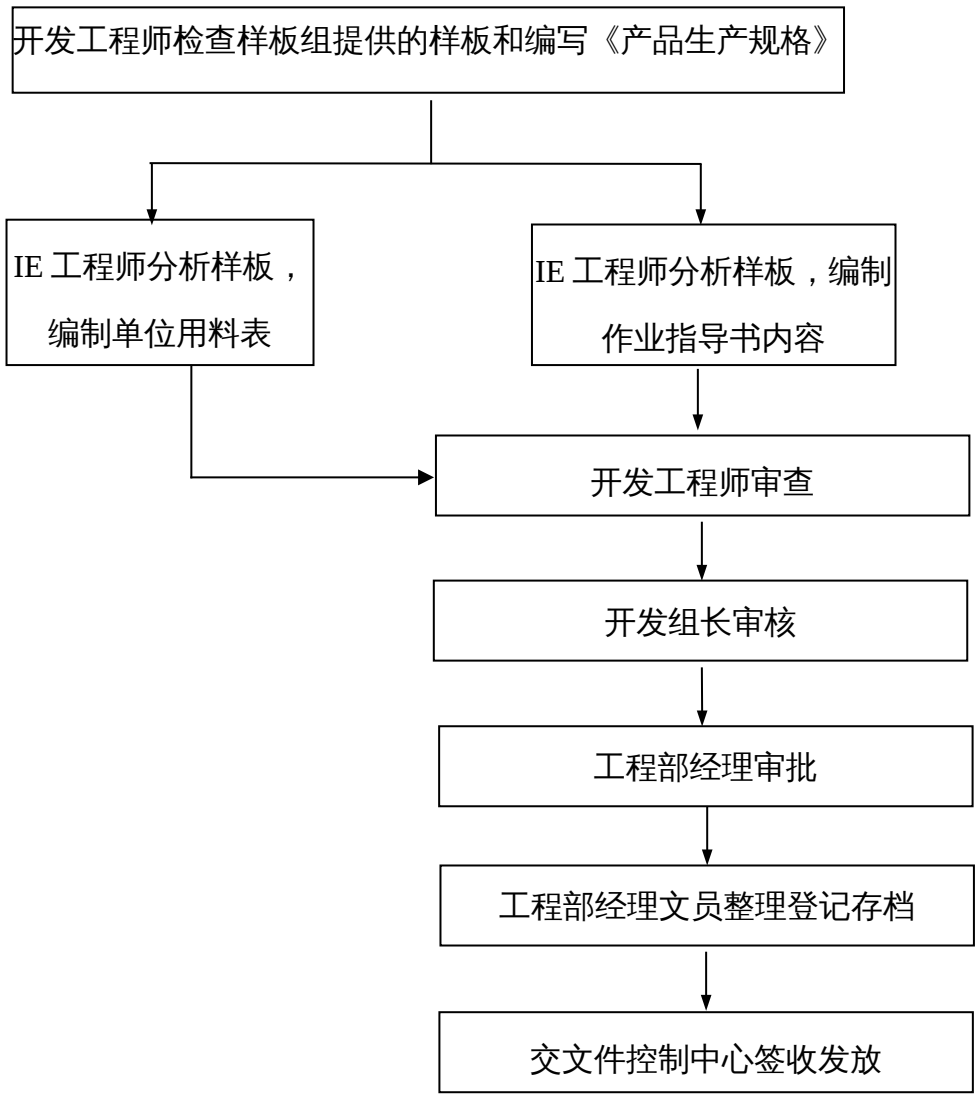 开发工程师检查样板组提供的样板和编写《产品生产规格》
IE 工程师分析样板，
编制单位用料表
IE 工程师分析样板，编制
作业指导书内容
开发工程师审查
开发组长审核
工程部经理审批
工程部经理文员整理登记存档
交文件控制中心签收发放